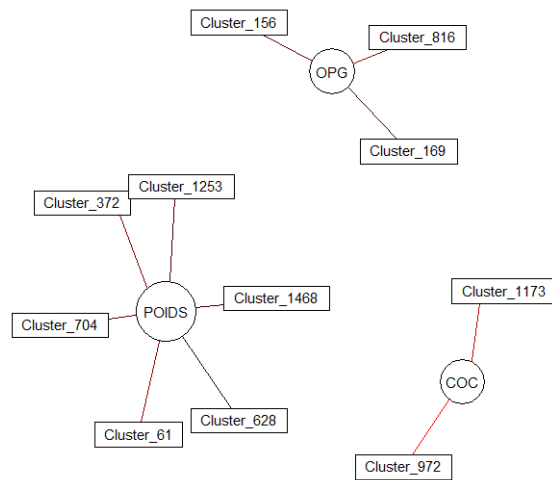 Cluster_156
Cluster_816
OPG
Cluster_169
Cluster_1253
Cluster_372
Cluster_1468
Cluster_1173
POIDS
Cluster_704
COC
Cluster_628
Cluster_61
Cluster_972